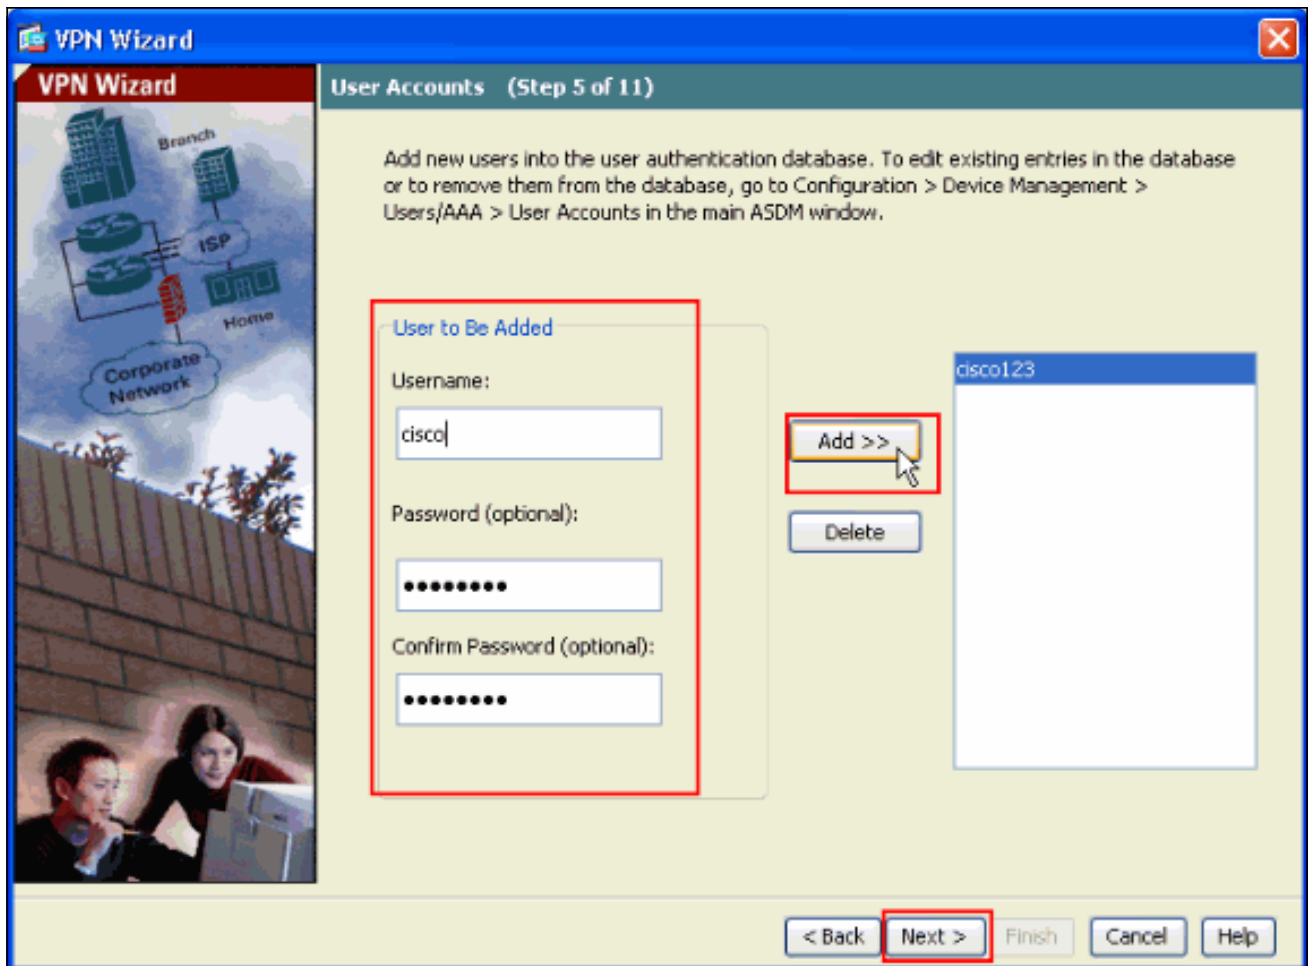 VPN Wizard
VPN Wizard
User Accounts (Step 5 of 11)
Branch
ISP
Home
Corporate
Network
Add new users into the user authentication database. To edit existing entries in the database
or to remove them from the database, go to Configuration > Device Management >
Users/AAA > User Accounts in the main ASDM window.
User to Be Added
Username:
cisco
Password (optional):
••••••••
Confirm Password (optional):
••••••••
Add >>
Delete
cisco123
< Back
Next >
Finish
Cancel
Help